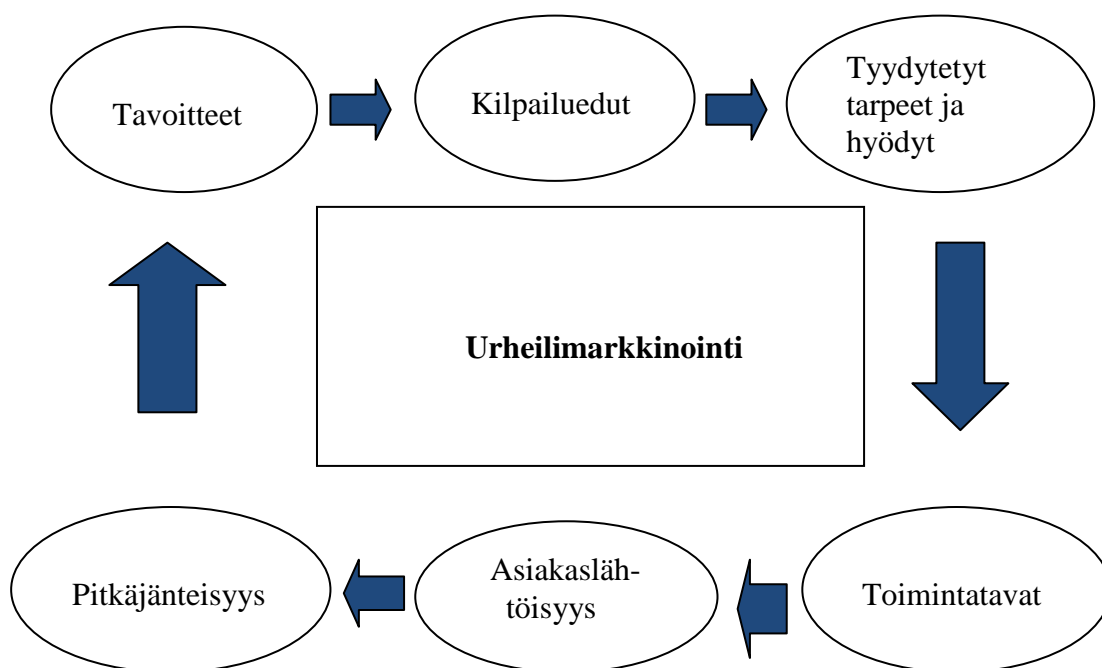 Tavoitteet
Kilpailuedut
Tyydytetyt
tarpeet ja
hyödyt
Urheilimarkkinointi
Pitkäjänteisyys
Asiakasläh-
töisyys
Toimintatavat